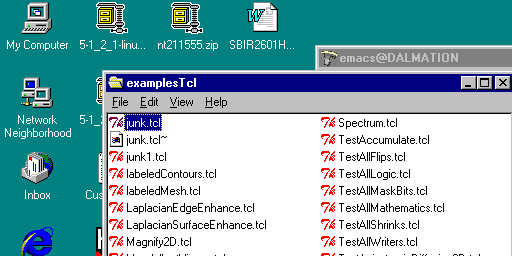 My Computer
5-1_2_1-linu...
nt211555.zip
SBIR2601H...
emacs@DALMATION
examplesTcl
File Edit View Help
Network
Neighborhood
Inbox
junk.tcl
junk.tcl~
junk1.tcl
labeledContours.tcl
labeledMesh.tcl
LaplacianEdgeEnhance.tcl
LaplacianSurfaceEnhance.tcl
Magnify2D.tcl
Spectrum.tcl
TestAccumulate.tcl
TestAllFlips.tcl
TestAllLogic.tcl
TestAllMaskBits.tcl
TestAllMathematics.tcl
TestAllShrinks.tcl
TestAllWriters.tcl